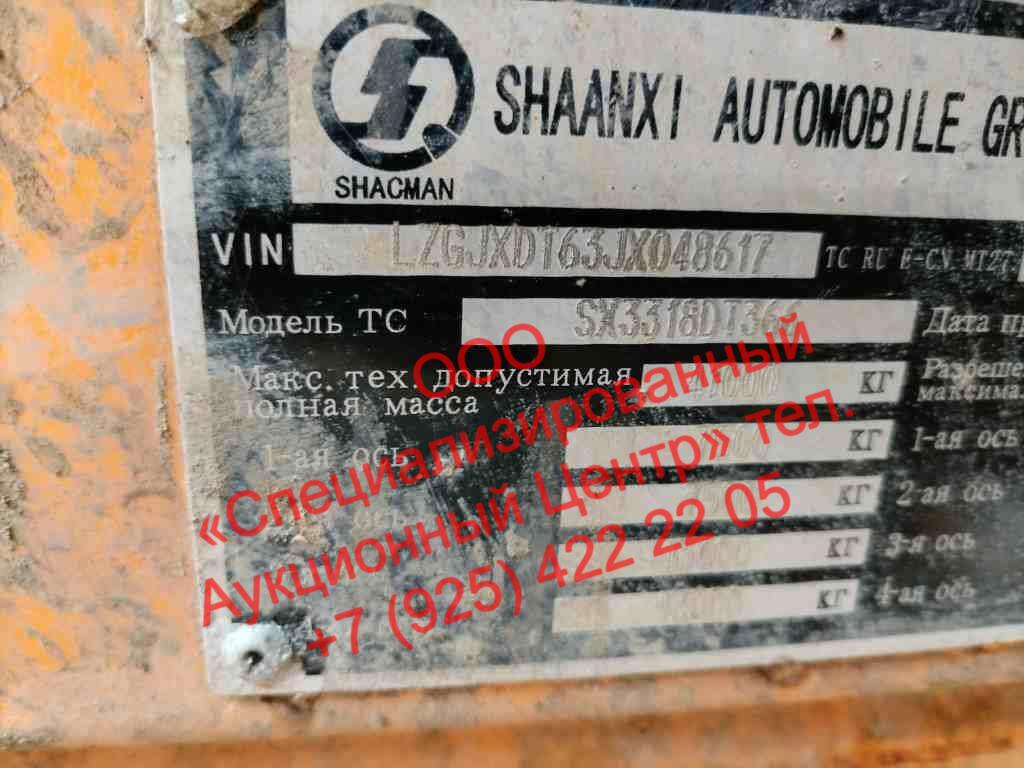 SHAANXI AUTOMOBILE GR
SHACMAN
VIN LZGJXDT63JX048617 TC RU E-CN.MT27.
Модель ТС SX3318DT366 Дата пр
Макс. тех. допустимая КГ Разреше
полная масса максима
1-ая ось КГ 1-ая ось
ось КГ 2-ая ось
КГ 3-я ось
КГ 4-ая ось
ООО
«Специализированный
Аукционный Центр» тел.
+7 (925) 422 22 05